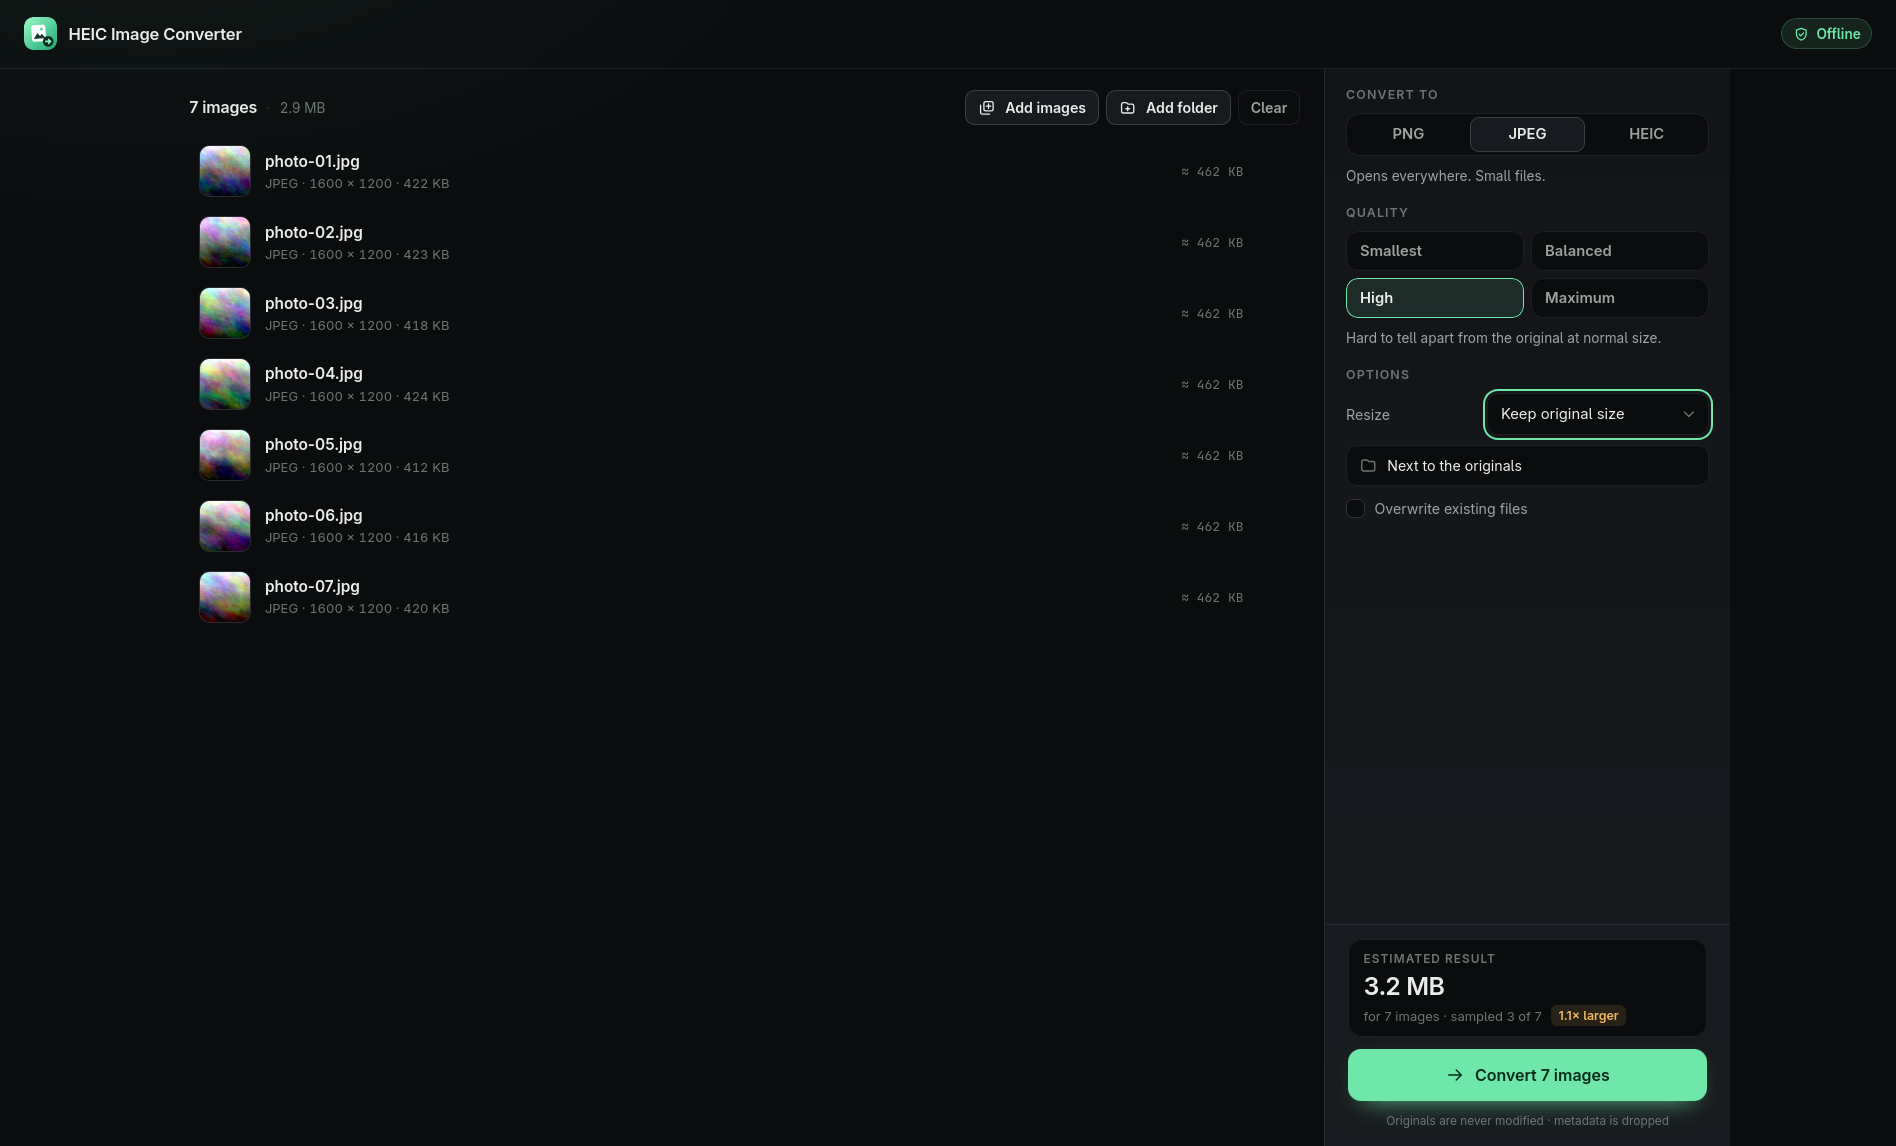 HEIC Image Converter
Offline
7 images · 2.9 MB
Add images
Add folder
Clear
photo-01.jpg
JPEG · 1600 × 1200 · 422 KB
≈ 462 KB
photo-02.jpg
JPEG · 1600 × 1200 · 423 KB
≈ 462 KB
photo-03.jpg
JPEG · 1600 × 1200 · 418 KB
≈ 462 KB
photo-04.jpg
JPEG · 1600 × 1200 · 424 KB
≈ 462 KB
photo-05.jpg
JPEG · 1600 × 1200 · 412 KB
≈ 462 KB
photo-06.jpg
JPEG · 1600 × 1200 · 416 KB
≈ 462 KB
photo-07.jpg
JPEG · 1600 × 1200 · 420 KB
≈ 462 KB
CONVERT TO
PNG
JPEG
HEIC
Opens everywhere. Small files.
QUALITY
Smallest
Balanced
High
Maximum
Hard to tell apart from the original at normal size.
OPTIONS
Resize
Keep original size
Next to the originals
Overwrite existing files
ESTIMATED RESULT
3.2 MB
for 7 images · sampled 3 of 7
1.1× larger
Convert 7 images
Originals are never modified · metadata is dropped